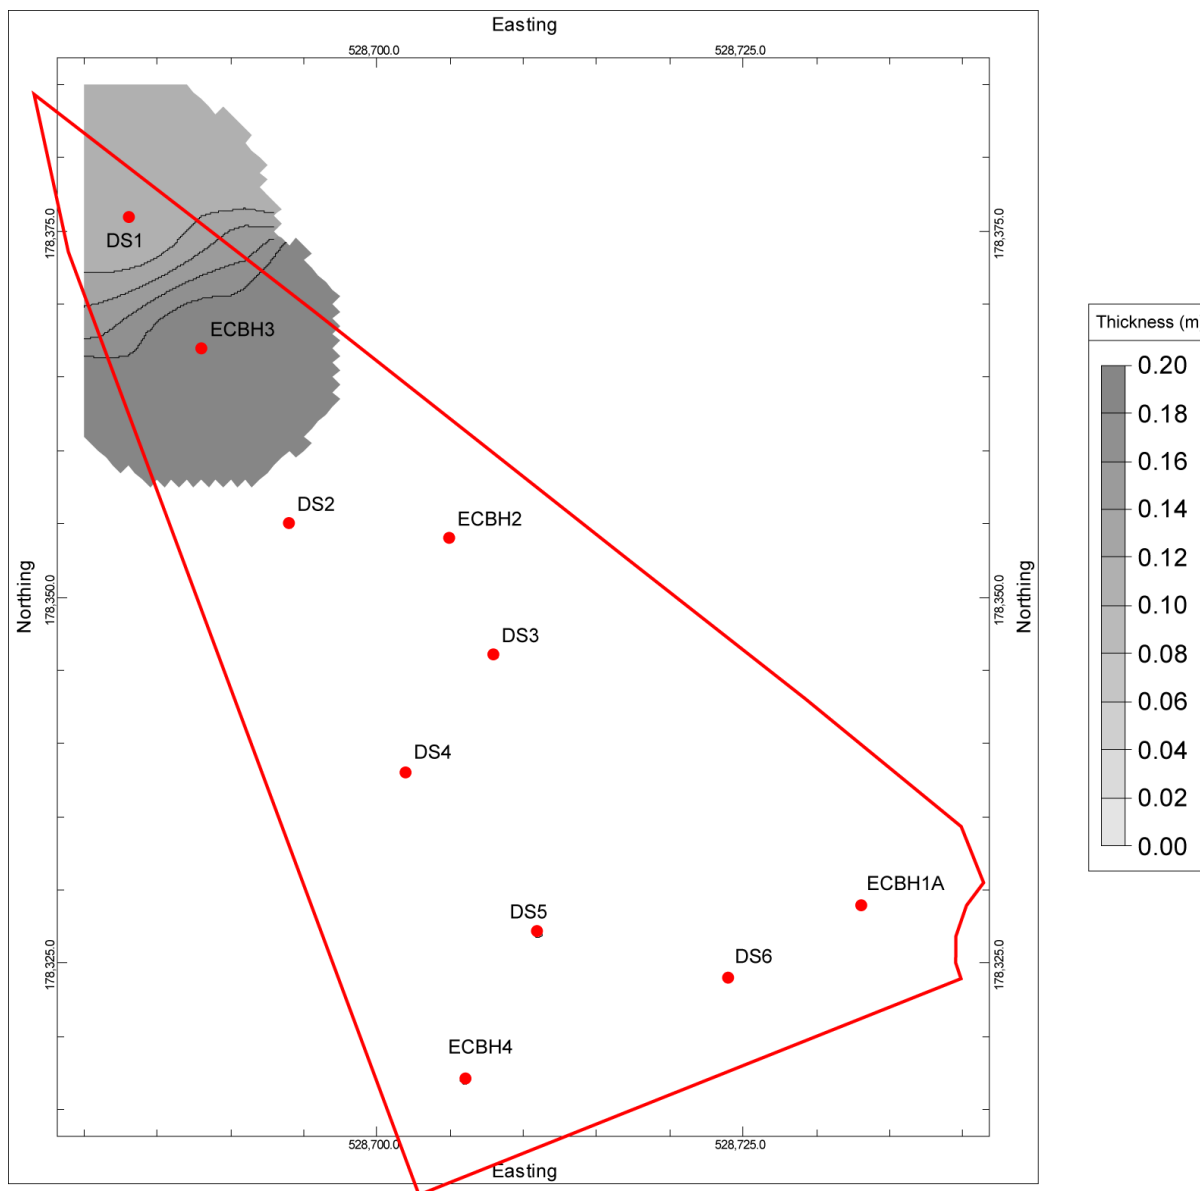 Easting
528,700.0
528,725.0
178,375.0
178,375.0
DS1
ECBH3
Thickness (m
0.20
0.18
0.16
0.14
0.12
0.10
0.08
0.06
0.04
0.02
0.00
DS2
ECBH2
Northing
178,350.0
178,350.0
Northing
DS3
DS4
ECBH1A
DS5
DS6
178,325.0
178,325.0
ECBH4
528,700.0
528,725.0
Easting